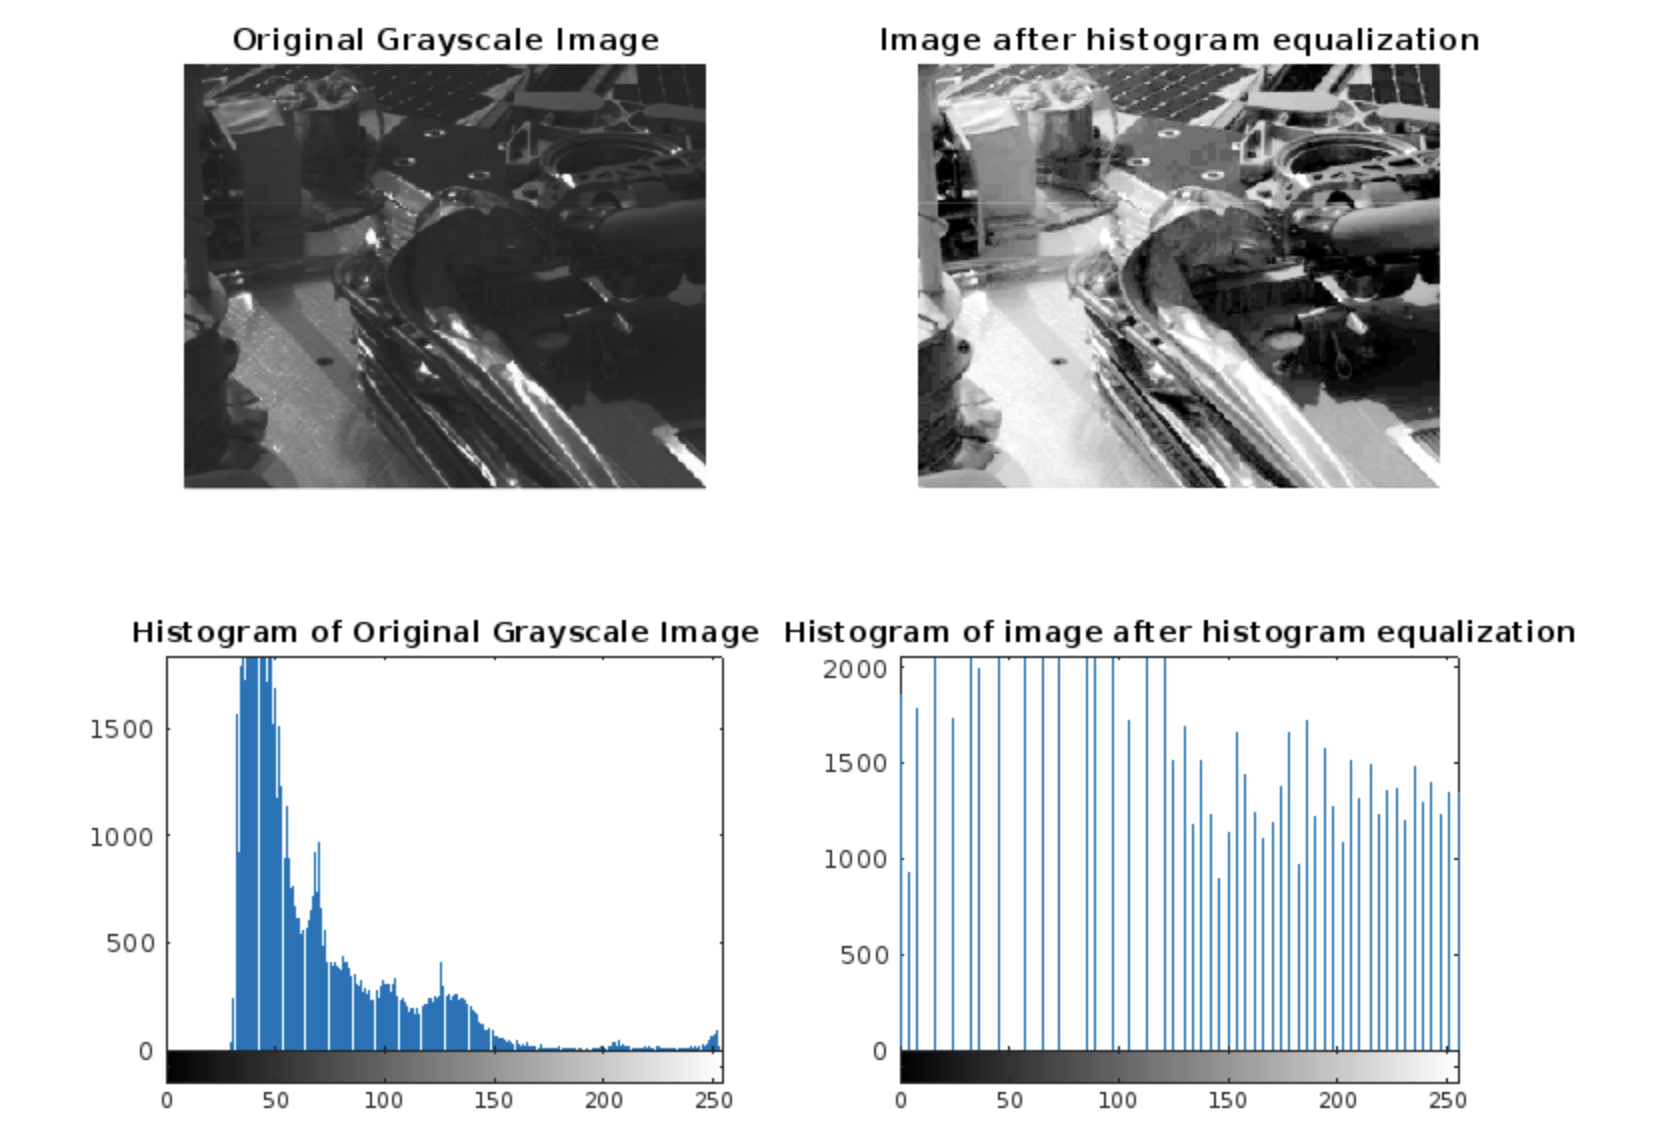 Original Grayscale Image
Image after histogram equalization
Histogram of Original Grayscale Image
Histogram of image after histogram equalization
1500
1000
500
0
0 50 100 150 200 250
2000
1500
1000
500
0
0 50 100 150 200 250